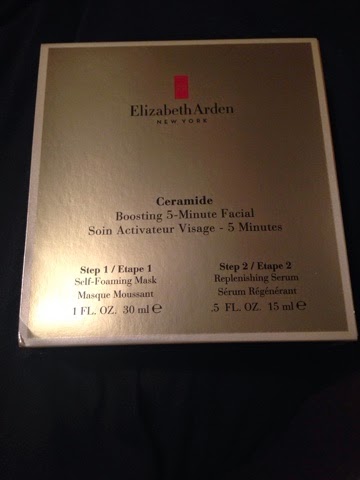 Elizabeth Arden
NEW YORK
Ceramide
Boosting 5-Minute Facial
Soin Activateur Visage - 5 Minutes
Step 1 / Etape 1
Self-Foaming Mask
Masque Moussant
1 FL. OZ. 30 ml ℮
Step 2 / Etape 2
Replenishing Serum
Sérum Régénérant
.5 FL. OZ. 15 ml ℮